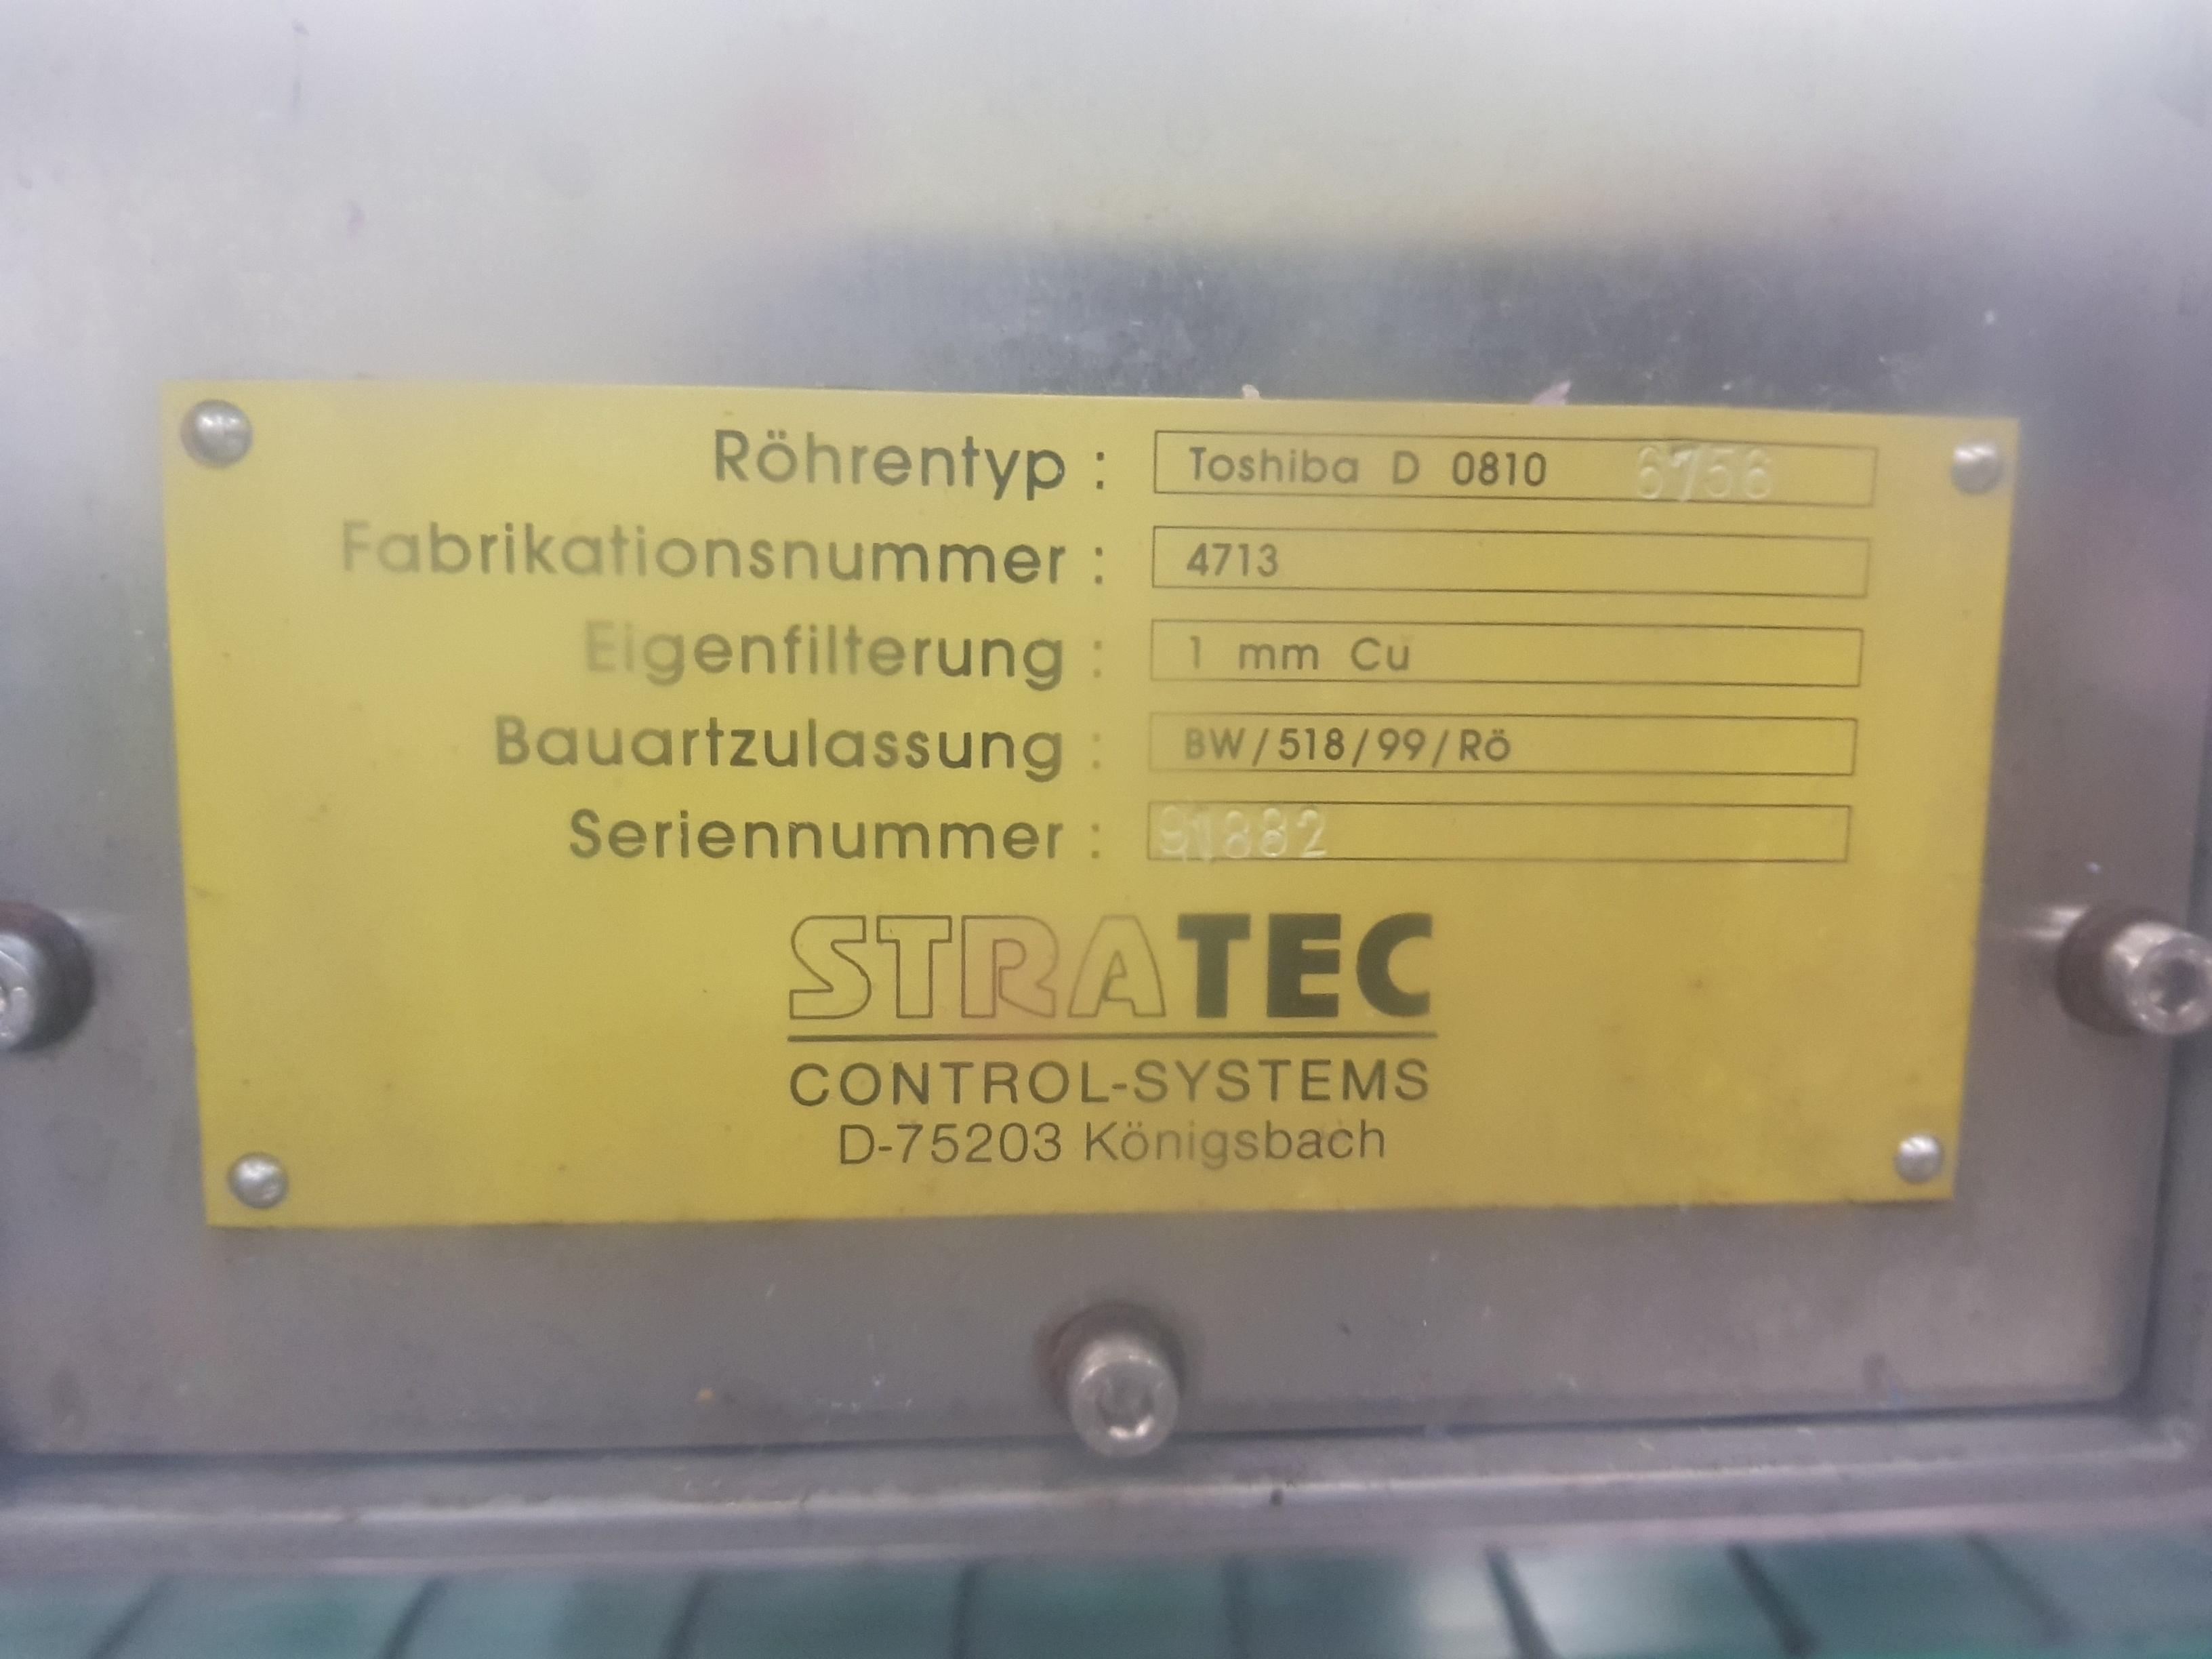 Röhrentyp : Toshiba D 0810 6756
Fabrikationsnummer : 4713
Eigenfilterung : 1 mm Cu
Bauartzulassung : BW/518/99/Rö
Seriennummer : 91882
STRATEC
CONTROL-SYSTEMS
D-75203 Königsbach